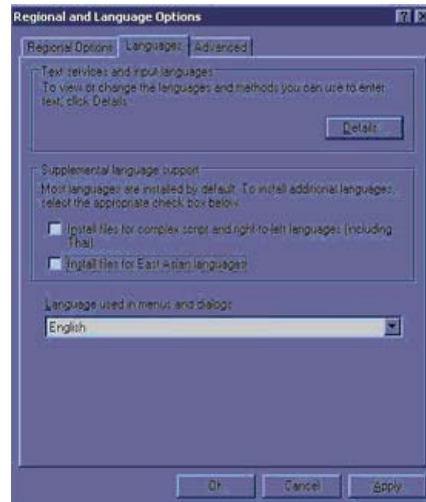 Regional and Language Options
Regional Options Languages Advanced
Text services and input languages
To view or change the languages and methods you can use to enter
text, click Details.
Details...
Supplemental language support
Most languages are installed by default. To install additional languages,
select the appropriate check box below.
Install files for complex script and right-to-left languages (including
Thai)
Install files for East Asian languages
Language used in menus and dialogs
English
OK Cancel Apply